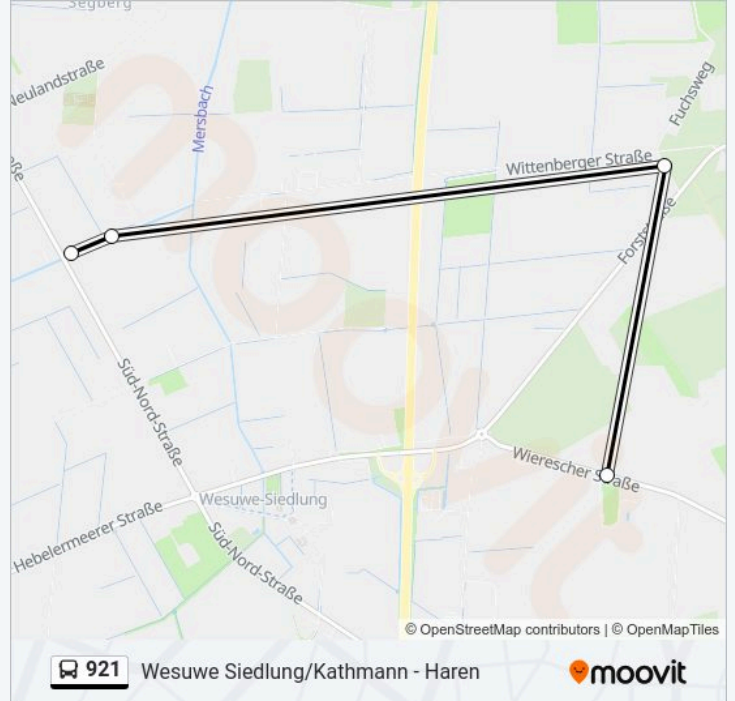 Segberg
Neulandstraße
Mersbach
Fuchsweg
Wittenberger Straße
Süd-Nord-Straße
Wierescher Straße
Wesuwe-Siedlung
Hebelermeerer Straße
Süd-Nord-Straße
© OpenStreetMap contributors | © OpenMapTiles
921 Wesuwe Siedlung/Kathmann - Haren
moovit